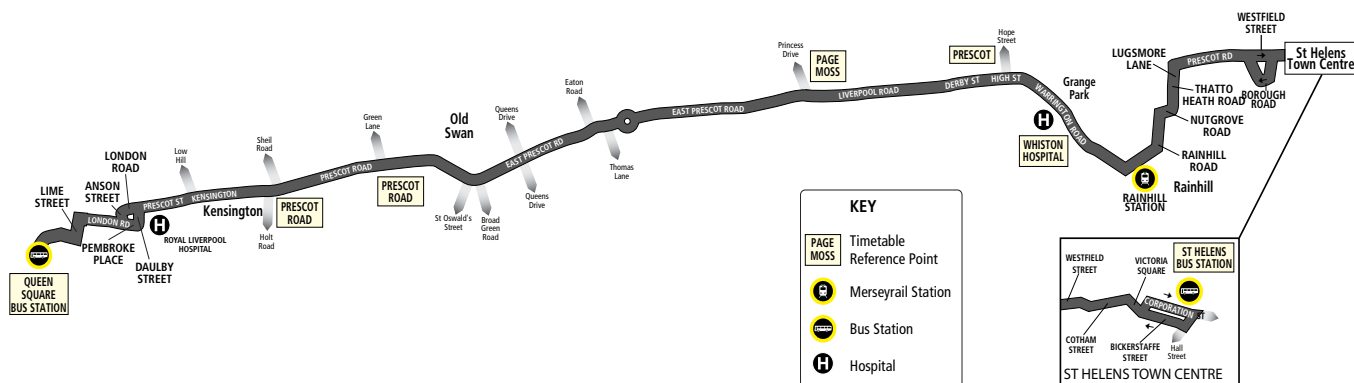 QUEEN
SQUARE
BUS STATION
LIME
STREET
ANSON
STREET
LONDON
ROAD
LONDON RD
PEMBROKE
PLACE
DAULBY
STREET
H
ROYAL LIVERPOOL
HOSPITAL
PRESCOT ST
KENSINGTON
Low
Hill
Kensington
Sheil
Road
Holt
Road
PRESCOT
ROAD
PRESCOT ROAD
Green
Lane
PRESCOT
ROAD
Old
Swan
St Oswald's
Street
Broad
Green
Road
Queens
Drive
EAST PRESCOT RD
Queens
Drive
Eaton
Road
Thomas
Lane
EAST PRESCOT ROAD
Princess
Drive
PAGE
MOSS
LIVERPOOL ROAD
DERBY ST
PRESCOT
Hope
Street
HIGH ST
Grange
Park
WARRINGTON ROAD
H
WHISTON
HOSPITAL
RAINHILL
STATION
Rainhill
RAINHILL
ROAD
NUTGROVE
ROAD
THATTO
HEATH ROAD
LUGSMORE
LANE
PRESCOT RD
WESTFIELD
STREET
BOROUGH
ROAD
St Helens
Town Centre
KEY
PAGE
MOSS
Timetable
Reference Point
Merseyrail Station
Bus Station
H
Hospital
WESTFIELD
STREET
VICTORIA
SQUARE
ST HELENS
BUS STATION
CORPORATION ST
COTHAM
STREET
BICKERSTAFFE
STREET
Hall
Street
ST HELENS TOWN CENTRE